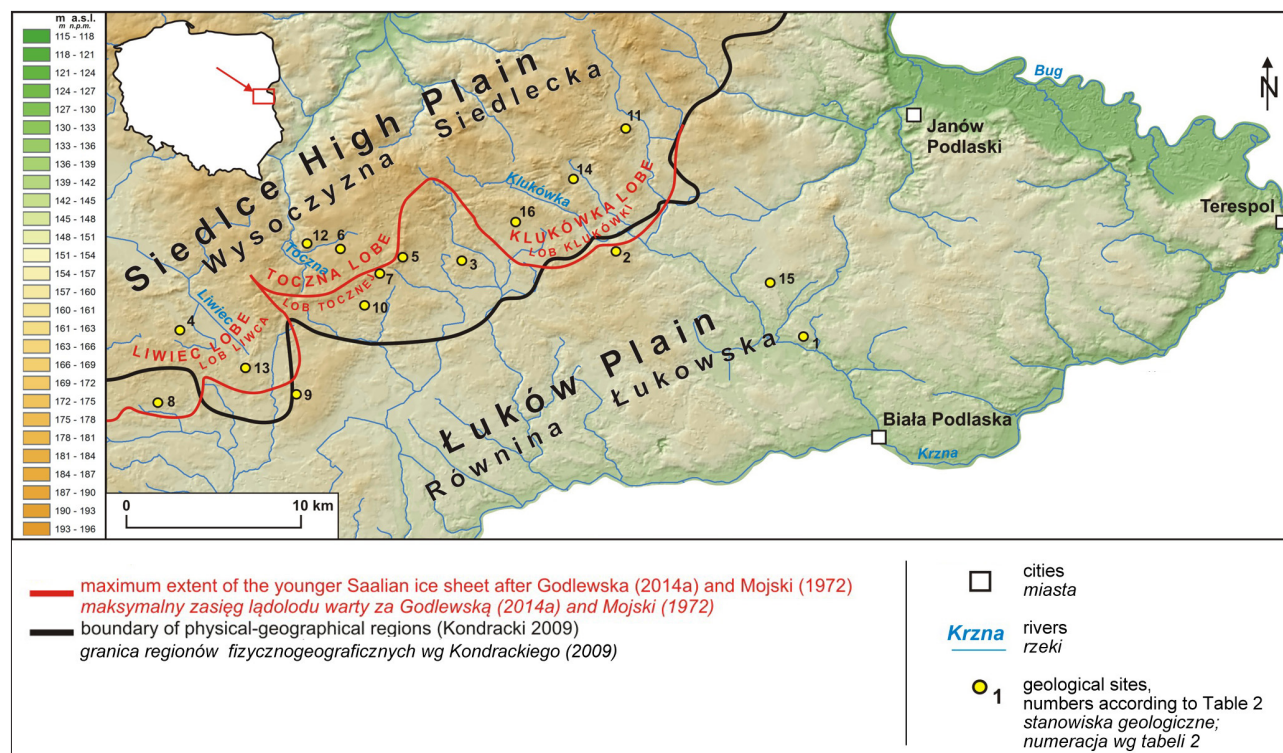 m a.s.l.
m n.p.m.
115 - 118
118 -121
121 - 124
124 - 127
127 - 130
130 - 133
133 - 136
136 - 139
139 - 142
142 - 145
145 - 148
148 - 151
151 - 154
154 - 157
157 - 160
160 - 161
161 - 163
163 - 166
166 - 169
169 - 172
172 - 175
175 - 178
178 - 181
181 - 184
184 - 187
187 - 190
190 - 193
193 - 196
Siedlce High Plain
Wysoczyzna Siedlecka
Bug
N
Janów
Podlaski
Terespol
11
14
Klukówka
16
KLUKÓWKA LOBE
LOB KLUKÓWKI
12
6
Toczna
TOCZNA LOBE
ŁOB TOCZNEJ
5
7
3
10
2
15
1
Liwiec
4
LIWIEC LOBE
LOB LIWCA
13
8
9
Łuków Plain
Równina Łukowska
Biała Podlaska
Krzna
0 10 km
maximum extent of the younger Saalian ice sheet after Godlewska (2014a) and Mojski (1972)
maksymalny zasięg lądolodu warty za Godlewską (2014a) and Mojski (1972)
boundary of physical-geographical regions (Kondracki 2009)
granica regionów fizycznogeograficznych wg Kondrackiego (2009)
cities
miasta
Krzna rivers
rzeki
1 geological sites,
numbers according to Table 2
stanowiska geologiczne;
numeracja wg tabeli 2